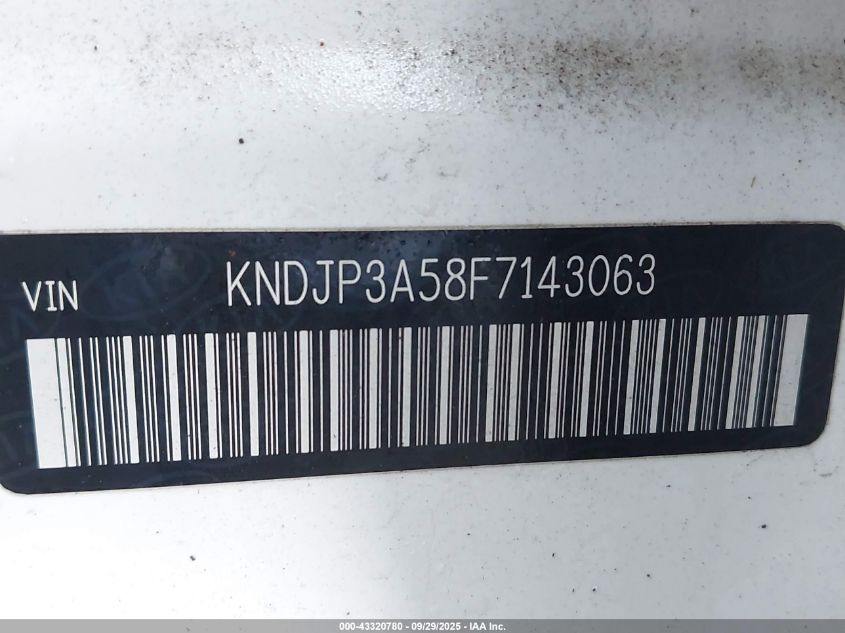 VIN KNDJP3A58F7143063
000-43320780 - 09/29/2025 - IAA Inc.